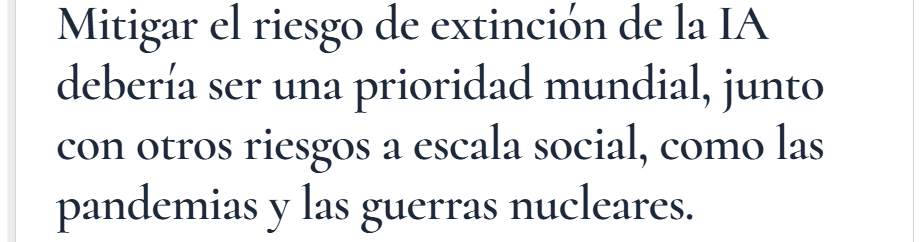 Mitigar el riesgo de extinción de la IA
debería ser una prioridad mundial, junto
con otros riesgos a escala social, como las
pandemias y las guerras nucleares.